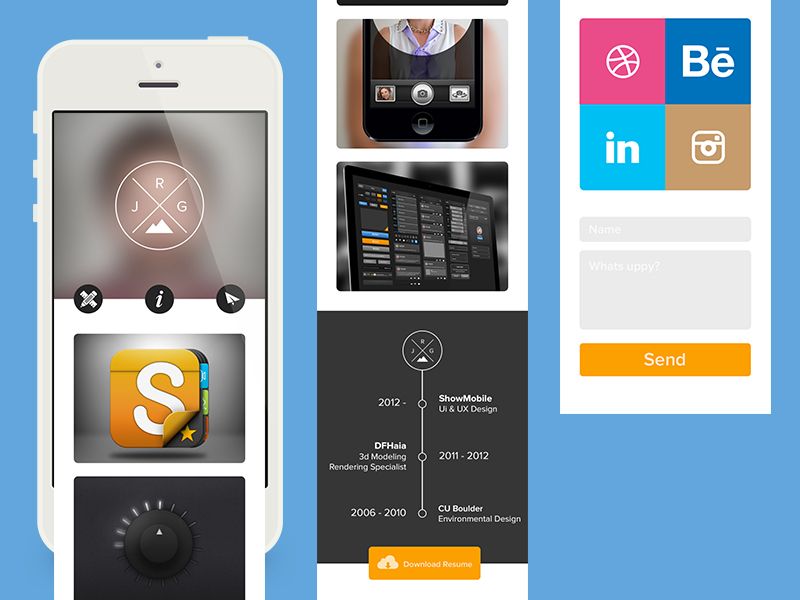 R
J G
S
R
J G
2012 -
ShowMobile
Ui & UX Design
DFHaia
3d Modeling
Rendering Specialist
2011 - 2012
2006 - 2010
CU Boulder
Environmental Design
Download Resume
Bē
in
Name
Whats uppy?
Send